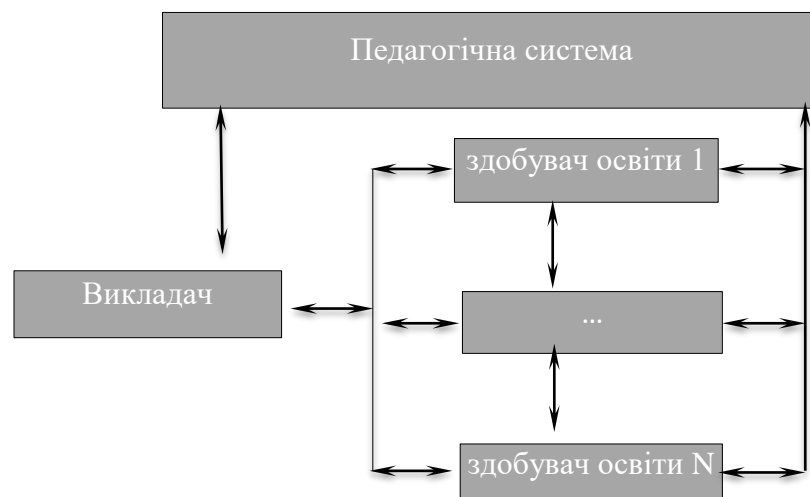 Педагогічна система
здобувач освіти 1
Викладач
...
здобувач освіти N